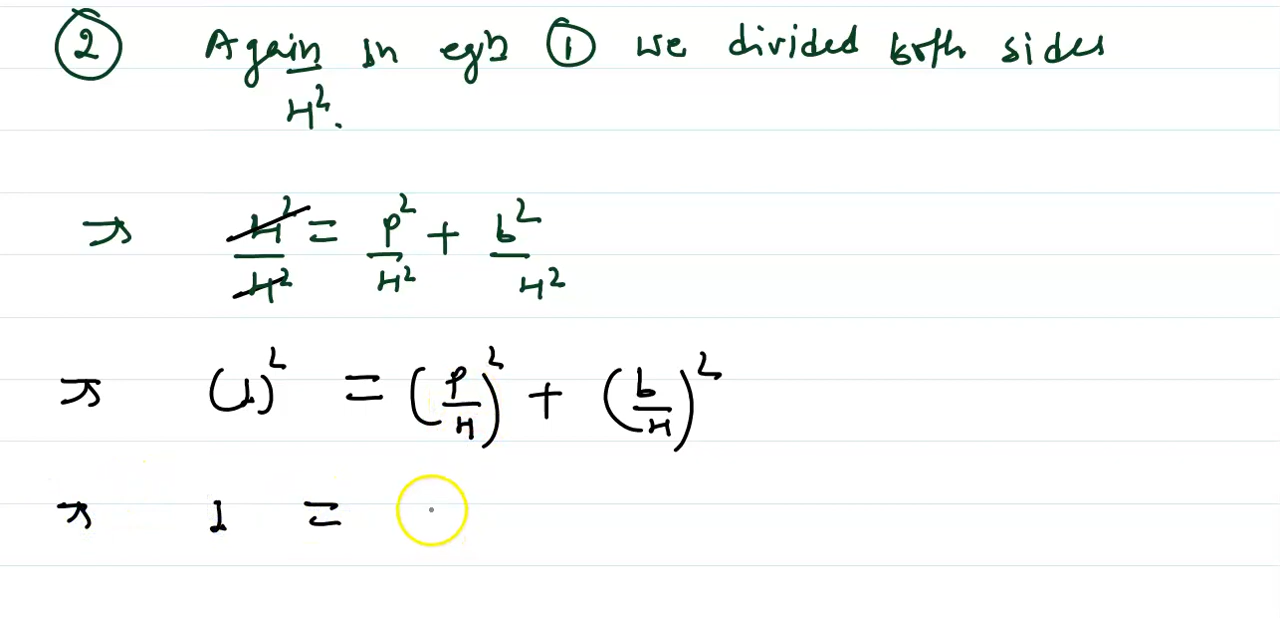 ② Again in eqn ① we divided both sides
H².
⇒ H²/H² = P²/H² + b²/H²
⇒ (1)² = (P/H)² + (b/H)²
⇒ 1 =